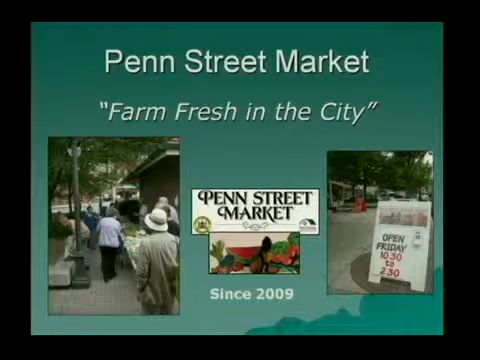 Penn Street Market
“Farm Fresh in the City”
PENN STREET
MARKET
OPEN
FRIDAY
10:30
to
2:30
Since 2009